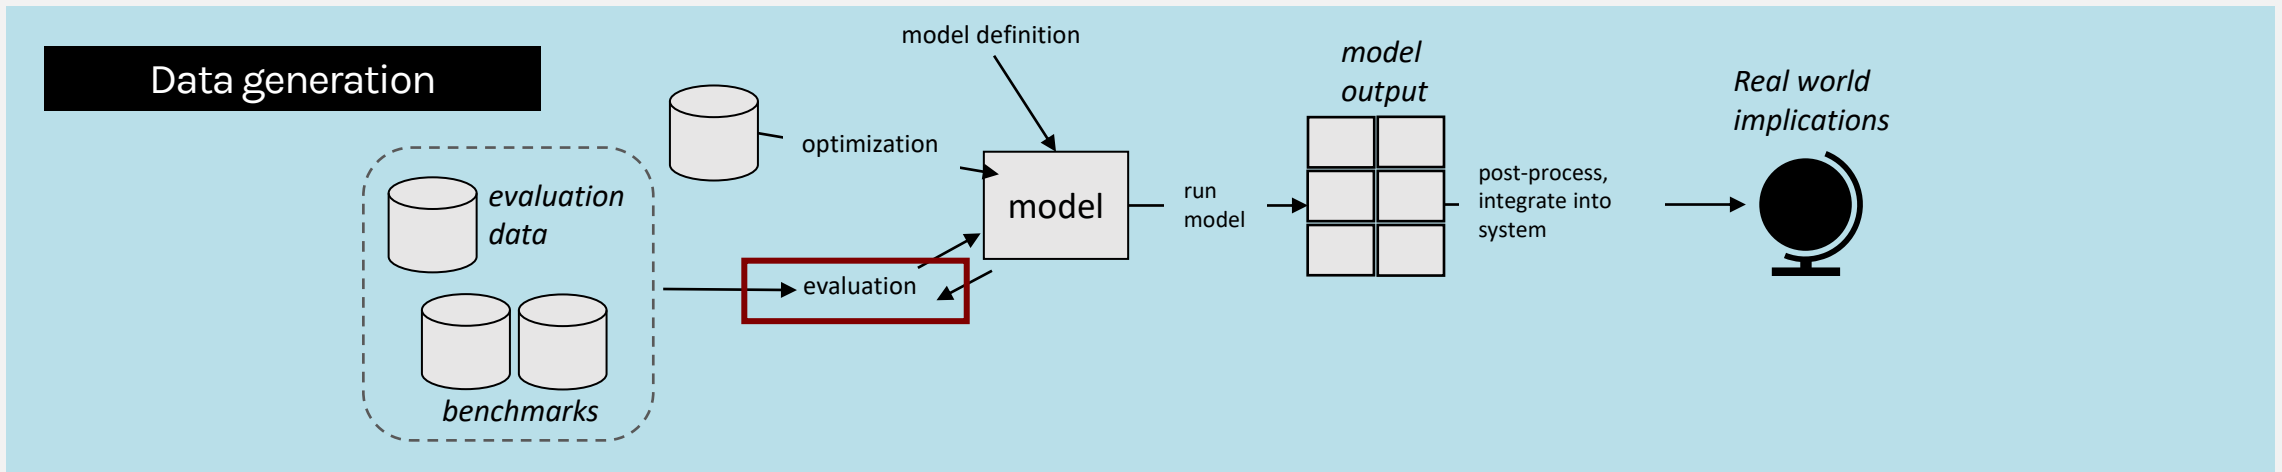 Data generation
model definition
optimization
evaluation
data
benchmarks
evaluation
model
run
model
model
output
post-process,
integrate into
system
Real world
implications